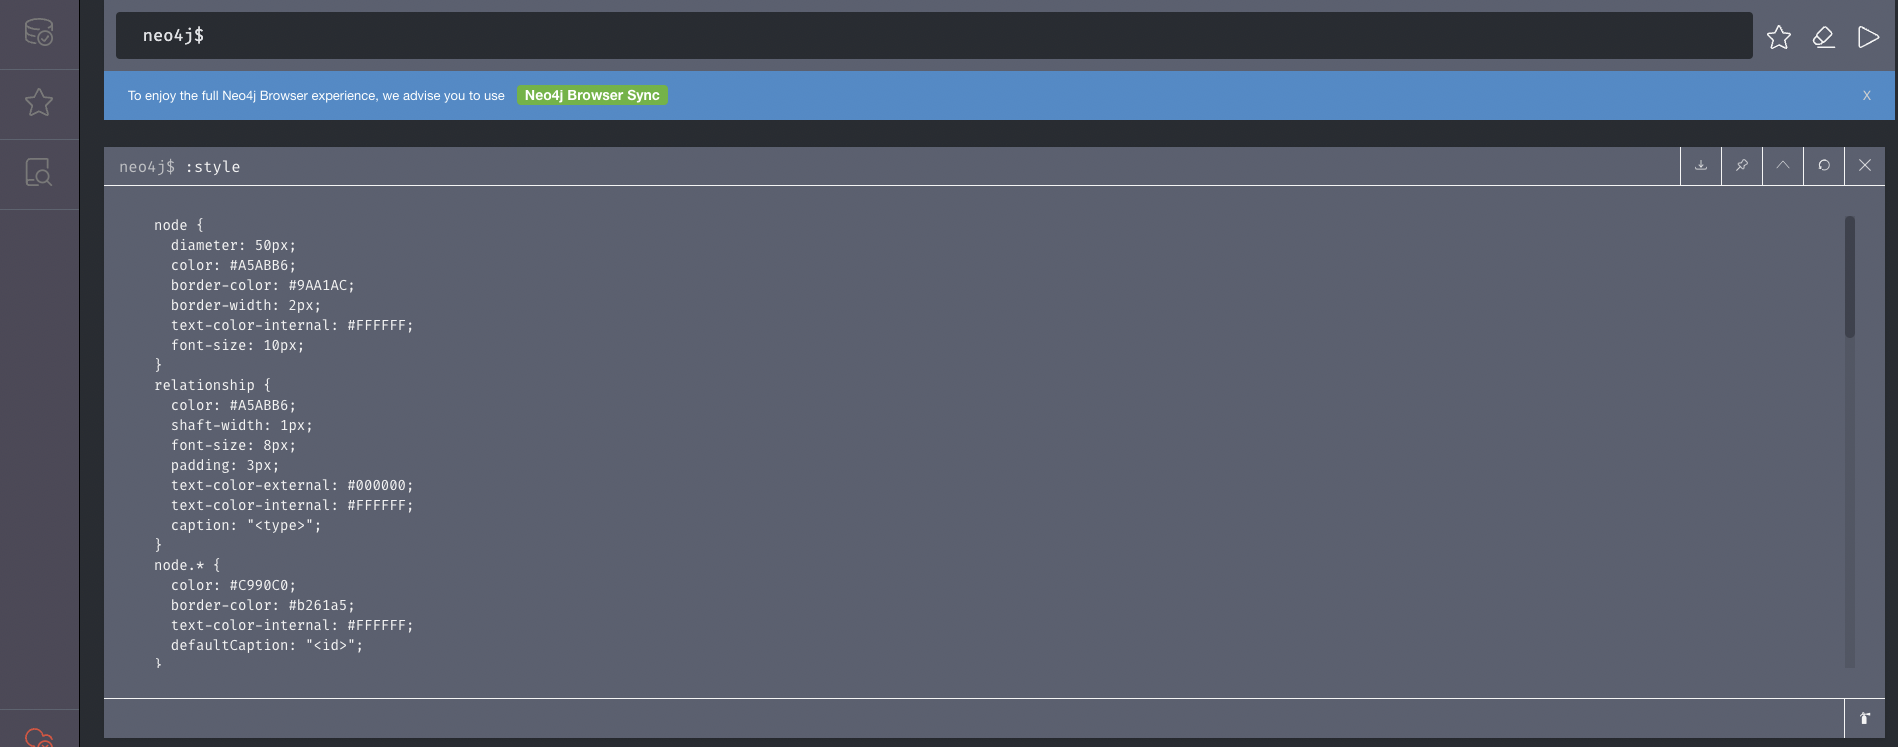 neo4j$
To enjoy the full Neo4j Browser experience, we advise you to use Neo4j Browser Sync X
neo4j$ :style
node {
  diameter: 50px;
  color: #A5ABB6;
  border-color: #9AA1AC;
  border-width: 2px;
  text-color-internal: #FFFFFF;
  font-size: 10px;
}
relationship {
  color: #A5ABB6;
  shaft-width: 1px;
  font-size: 8px;
  padding: 3px;
  text-color-external: #000000;
  text-color-internal: #FFFFFF;
  caption: "<type>";
}
node.* {
  color: #C990C0;
  border-color: #b261a5;
  text-color-internal: #FFFFFF;
  defaultCaption: "<id>";
}